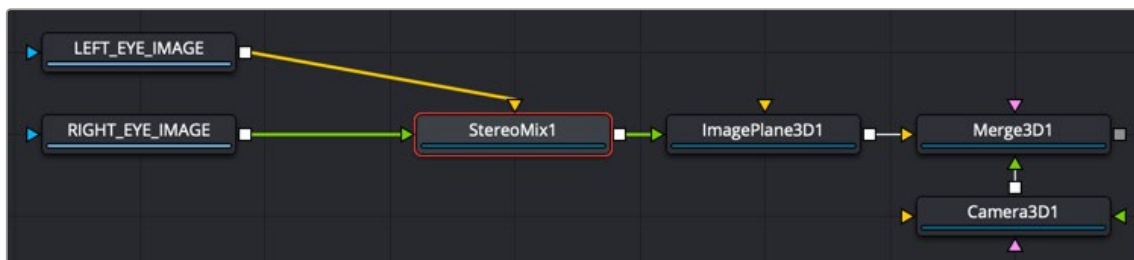 LEFT_EYE_IMAGE
RIGHT_EYE_IMAGE
StereoMix1
ImagePlane3D1
Merge3D1
Camera3D1